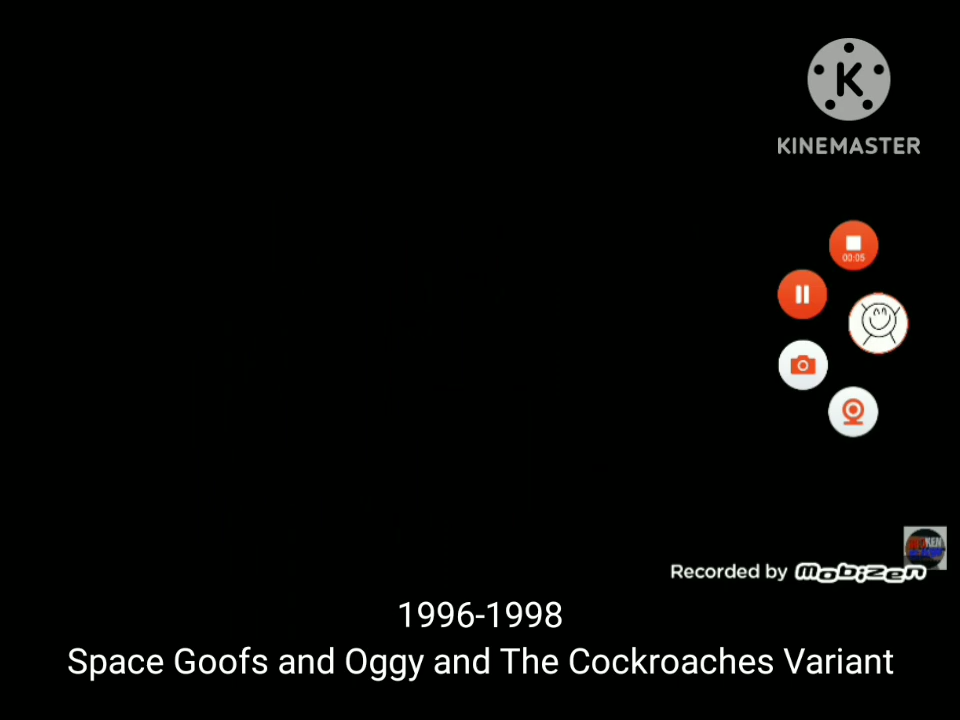 K
KINEMASTER
00:05
Recorded by Mobizen
1996-1998
Space Goofs and Oggy and The Cockroaches Variant